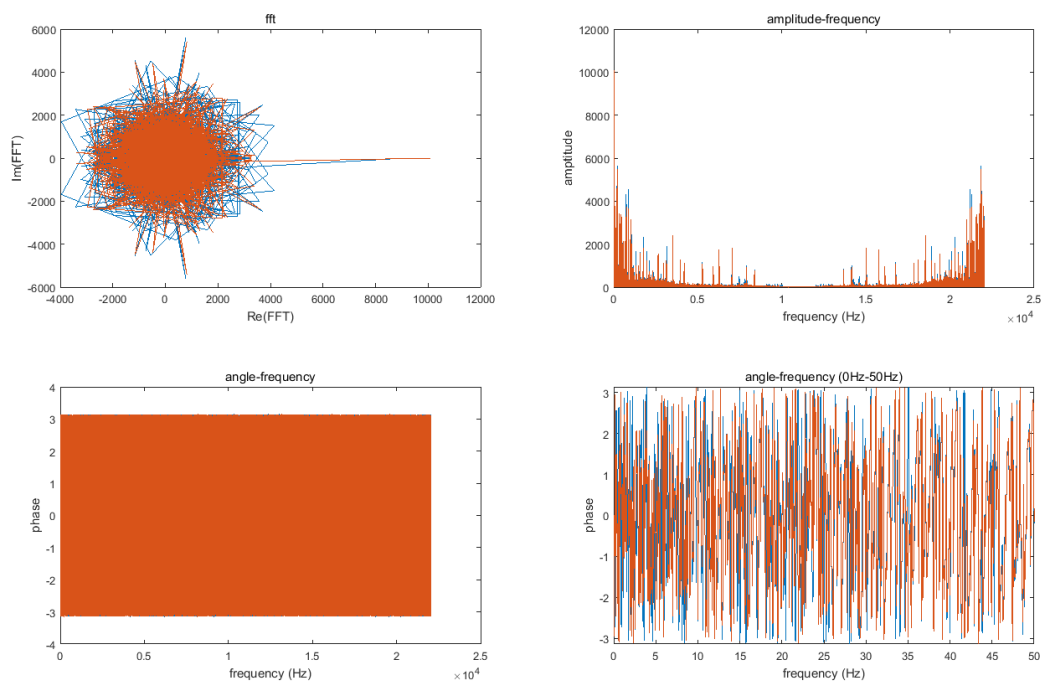 fft
6000
4000
2000
0
-2000
-4000
-6000
-4000 -2000 0 2000 4000 6000 8000 10000 12000
Im(FFT)
Re(FFT)
amplitude-frequency
12000
10000
8000
6000
4000
2000
0
0 0.5 1 1.5 2 2.5
× 10⁴
amplitude
frequency (Hz)
angle-frequency
4
3
2
1
0
-1
-2
-3
-4
0 0.5 1 1.5 2 2.5
× 10⁴
phase
frequency (Hz)
angle-frequency (0Hz-50Hz)
3
2
1
0
-1
-2
-3
0 5 10 15 20 25 30 35 40 45 50
phase
frequency (Hz)